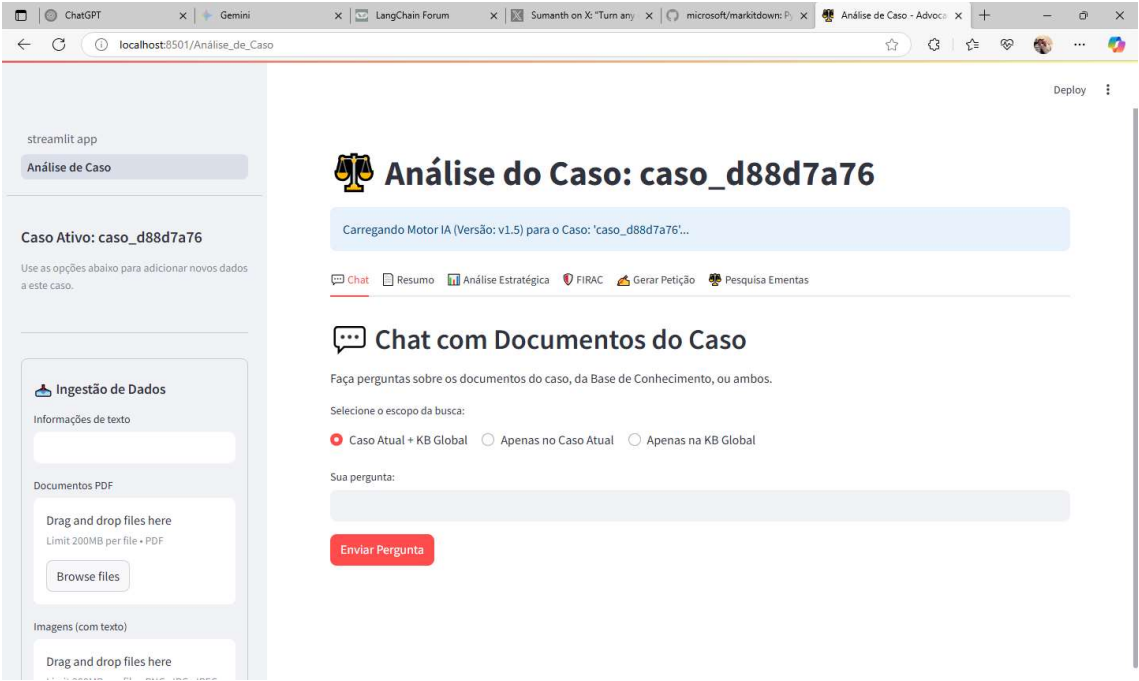 ChatGPT
Gemini
LangChain Forum
Sumanth on X: "Turn any
microsoft/markitdown: Py
Análise de Caso - Advoca
localhost:8501/Análise_de_Caso
Deploy
streamlit app
Análise de Caso
Caso Ativo: caso_d88d7a76
Use as opções abaixo para adicionar novos dados
a este caso.
Ingestão de Dados
Informações de texto
Documentos PDF
Drag and drop files here
Limit 200MB per file • PDF
Browse files
Imagens (com texto)
Drag and drop files here
Análise do Caso: caso_d88d7a76
Carregando Motor IA (Versão: v1.5) para o Caso: 'caso_d88d7a76'...
Chat Resumo Análise Estratégica FIRAC Gerar Petição Pesquisa Ementas
Chat com Documentos do Caso
Faça perguntas sobre os documentos do caso, da Base de Conhecimento, ou ambos.
Selecione o escopo da busca:
Caso Atual + KB Global Apenas no Caso Atual Apenas na KB Global
Sua pergunta:
Enviar Pergunta